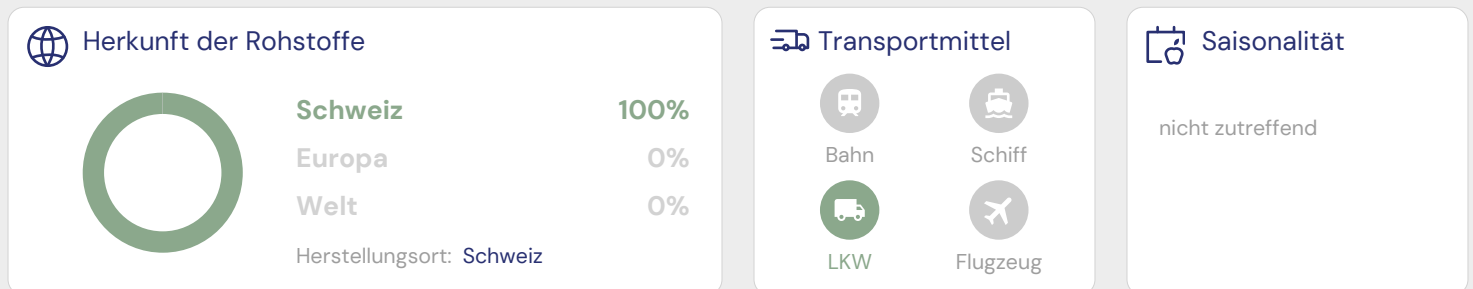 Herkunft der Rohstoffe
Schweiz 100%
Europa 0%
Welt 0%
Herstellungsort: Schweiz
Transportmittel
Bahn Schiff
LKW Flugzeug
Saisonalität
nicht zutreffend